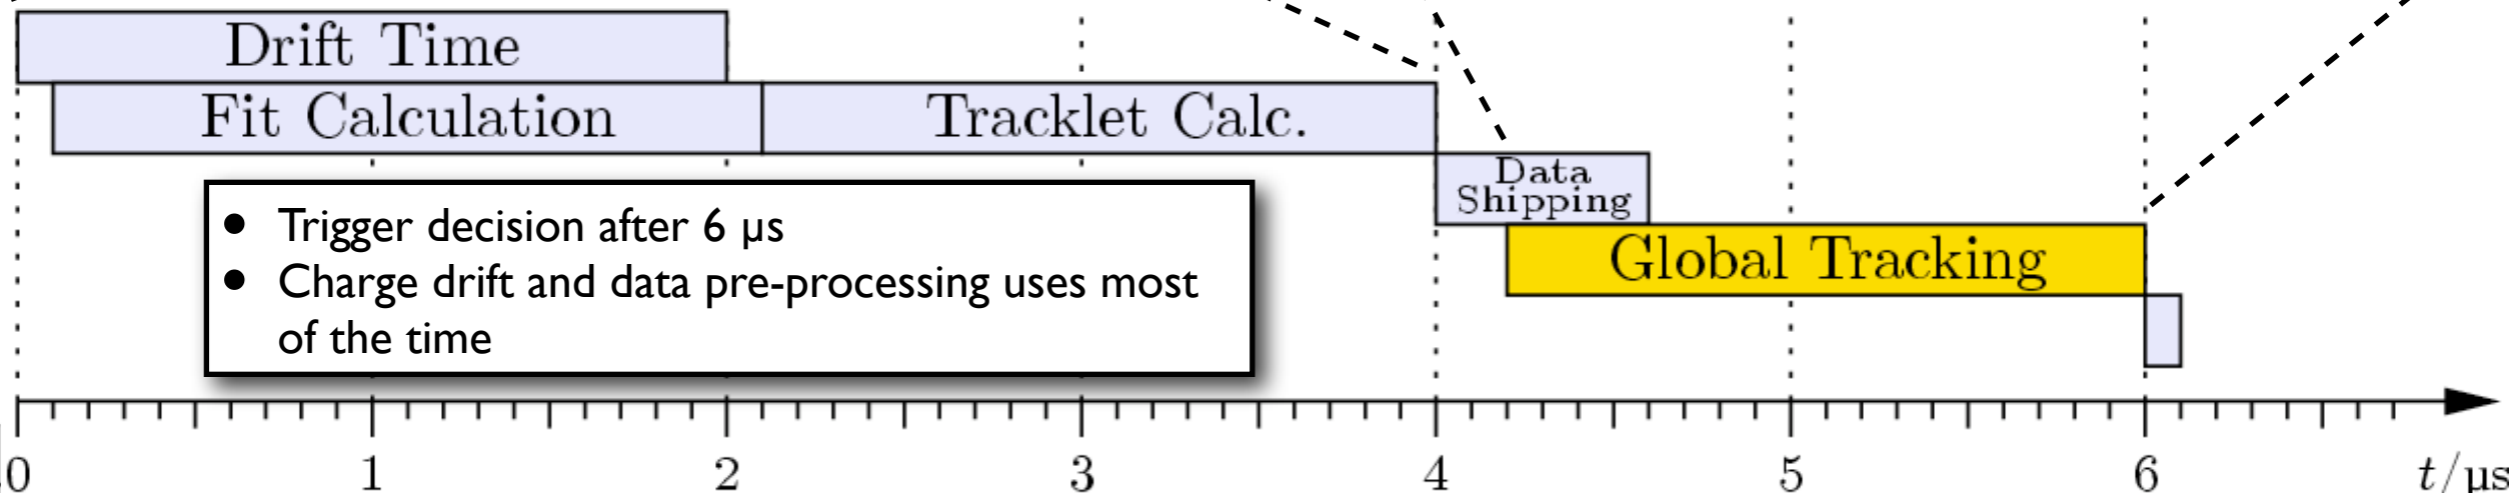 Drift Time
Fit Calculation
Tracklet Calc.
Data
Shipping
Global Tracking
● Trigger decision after 6 µs
● Charge drift and data pre-processing uses most
of the time
0 1 2 3 4 5 6 t/µs